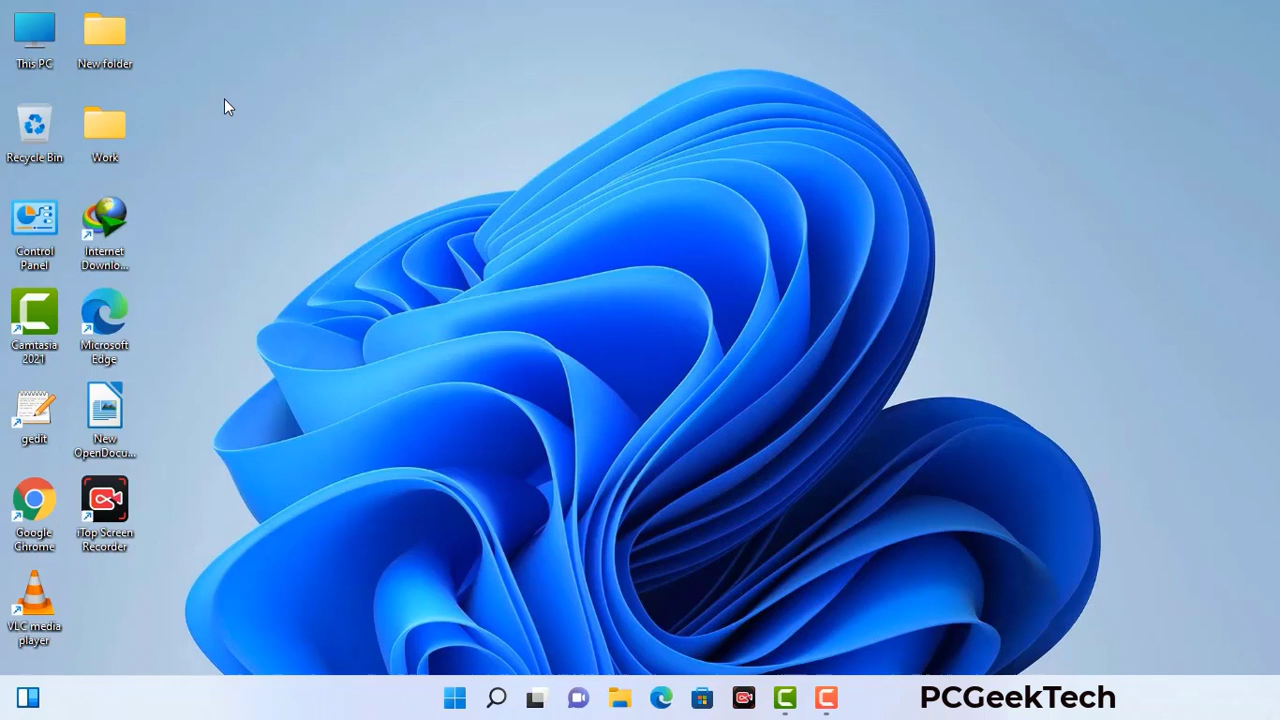 This PC
New folder
Recycle Bin
Work
Control
Panel
Internet
Downlo...
Camtasia
2021
Microsoft
Edge
gedit
New
OpenDocu...
Google
Chrome
iTop Screen
Recorder
VLC media
player
PCGeekTech